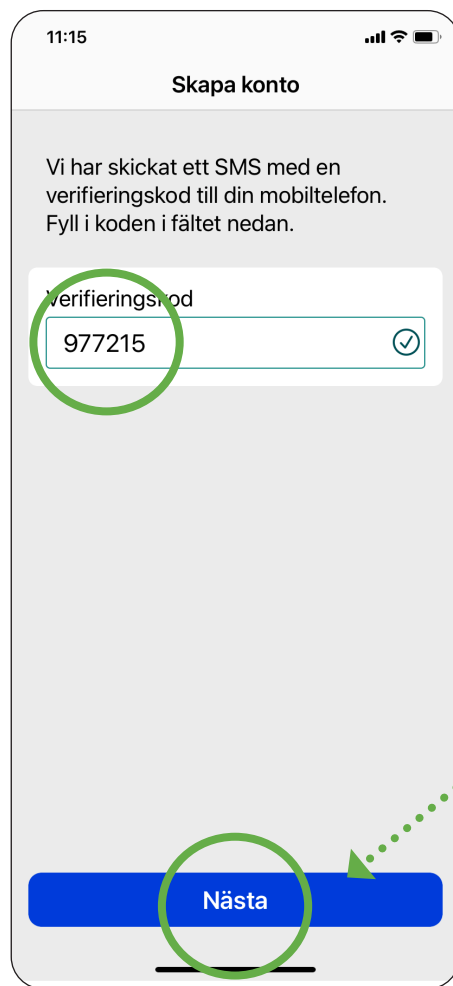 11:15
Skapa konto
Vi har skickat ett SMS med en
verifieringskod till din mobiltelefon.
Fyll i koden i fältet nedan.
Verifieringskod
977215
Nästa